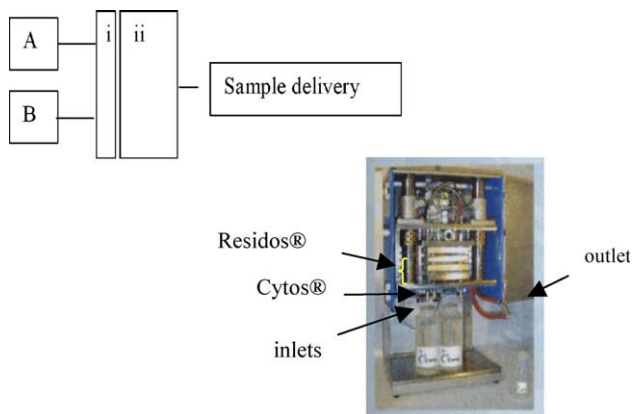 A
i
ii
B
Sample delivery
Residos®
Cytos®
inlets
outlet